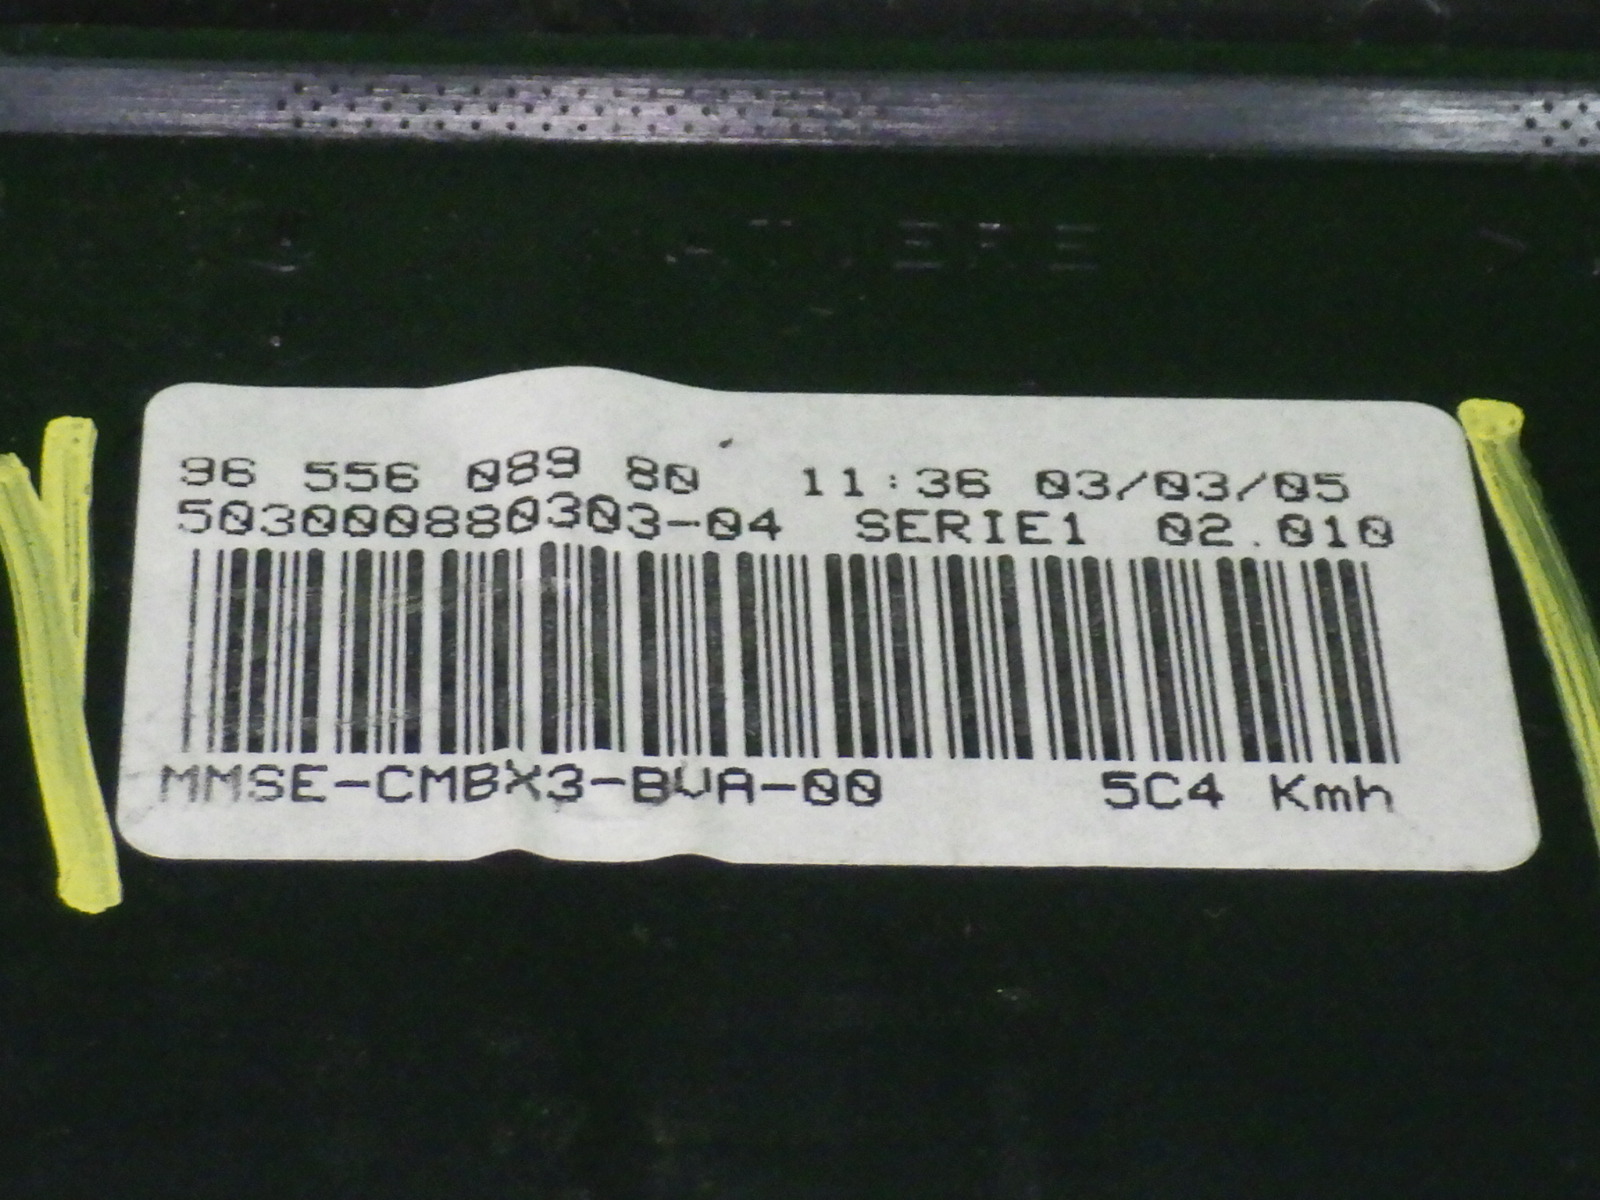 96 556 089 80 11:36 03/03/05
503000880303-04 SERIE1 02.010
MMSE-CMBX3-BVA-00 5C4 Kmh